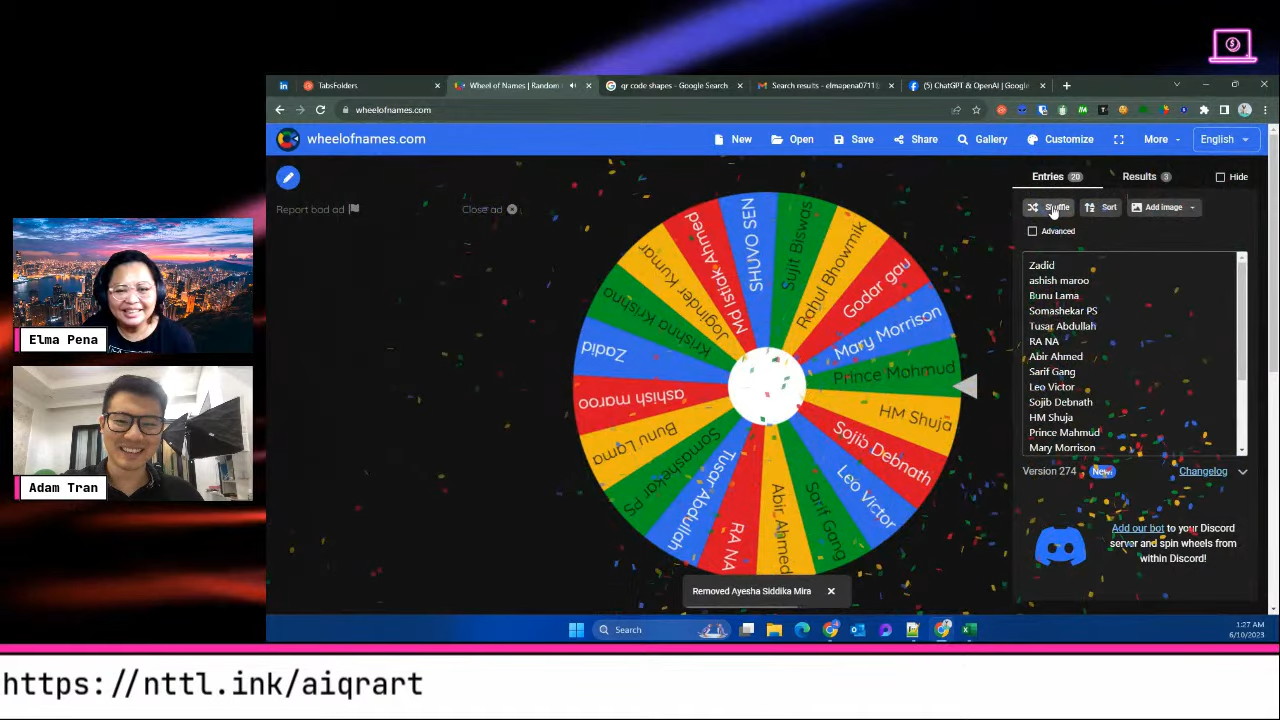 TabsFolders
Wheel of Names | Random
qr code shapes - Google Search
Search results - elmapena0711@
(5) ChatGPT & OpenAI | Google
wheelofnames.com
wheelofnames.com
New
Open
Save
Share
Gallery
Customize
More
English
Report bad ad
Close ad
Entries 20
Results 3
Hide
Shuffle
Sort
Add image
Advanced
Zadid
ashish maroo
Bunu Lama
Somashekar PS
Tusar Abdullah
RA NA
Abir Ahmed
Sarif Gang
Leo Victor
Sojib Debnath
HM Shuja
Prince Mahmud
Mary Morrison
Version 274
New!
Changelog
Add our bot to your Discord
server and spin wheels from
within Discord!
SHUVO SEN
Sujit Biswas
Rahul Bhowmik
Godar gau
Mary Morrison
Prince Mahmud
HM Shuja
Sojib Debnath
Leo Victor
Sarif Gang
Abir Ahmed
RA NA
Tusar Abdullah
Somashekar PS
Bunu Lama
ashish maroo
Zadid
Krishna Krishno
Joginder Kumar
Md Istiak Ahmed
Removed Ayesha Siddika Mira
Elma Pena
Adam Tran
Search
1:27 AM
6/10/2023
https://nttl.ink/aiqrart